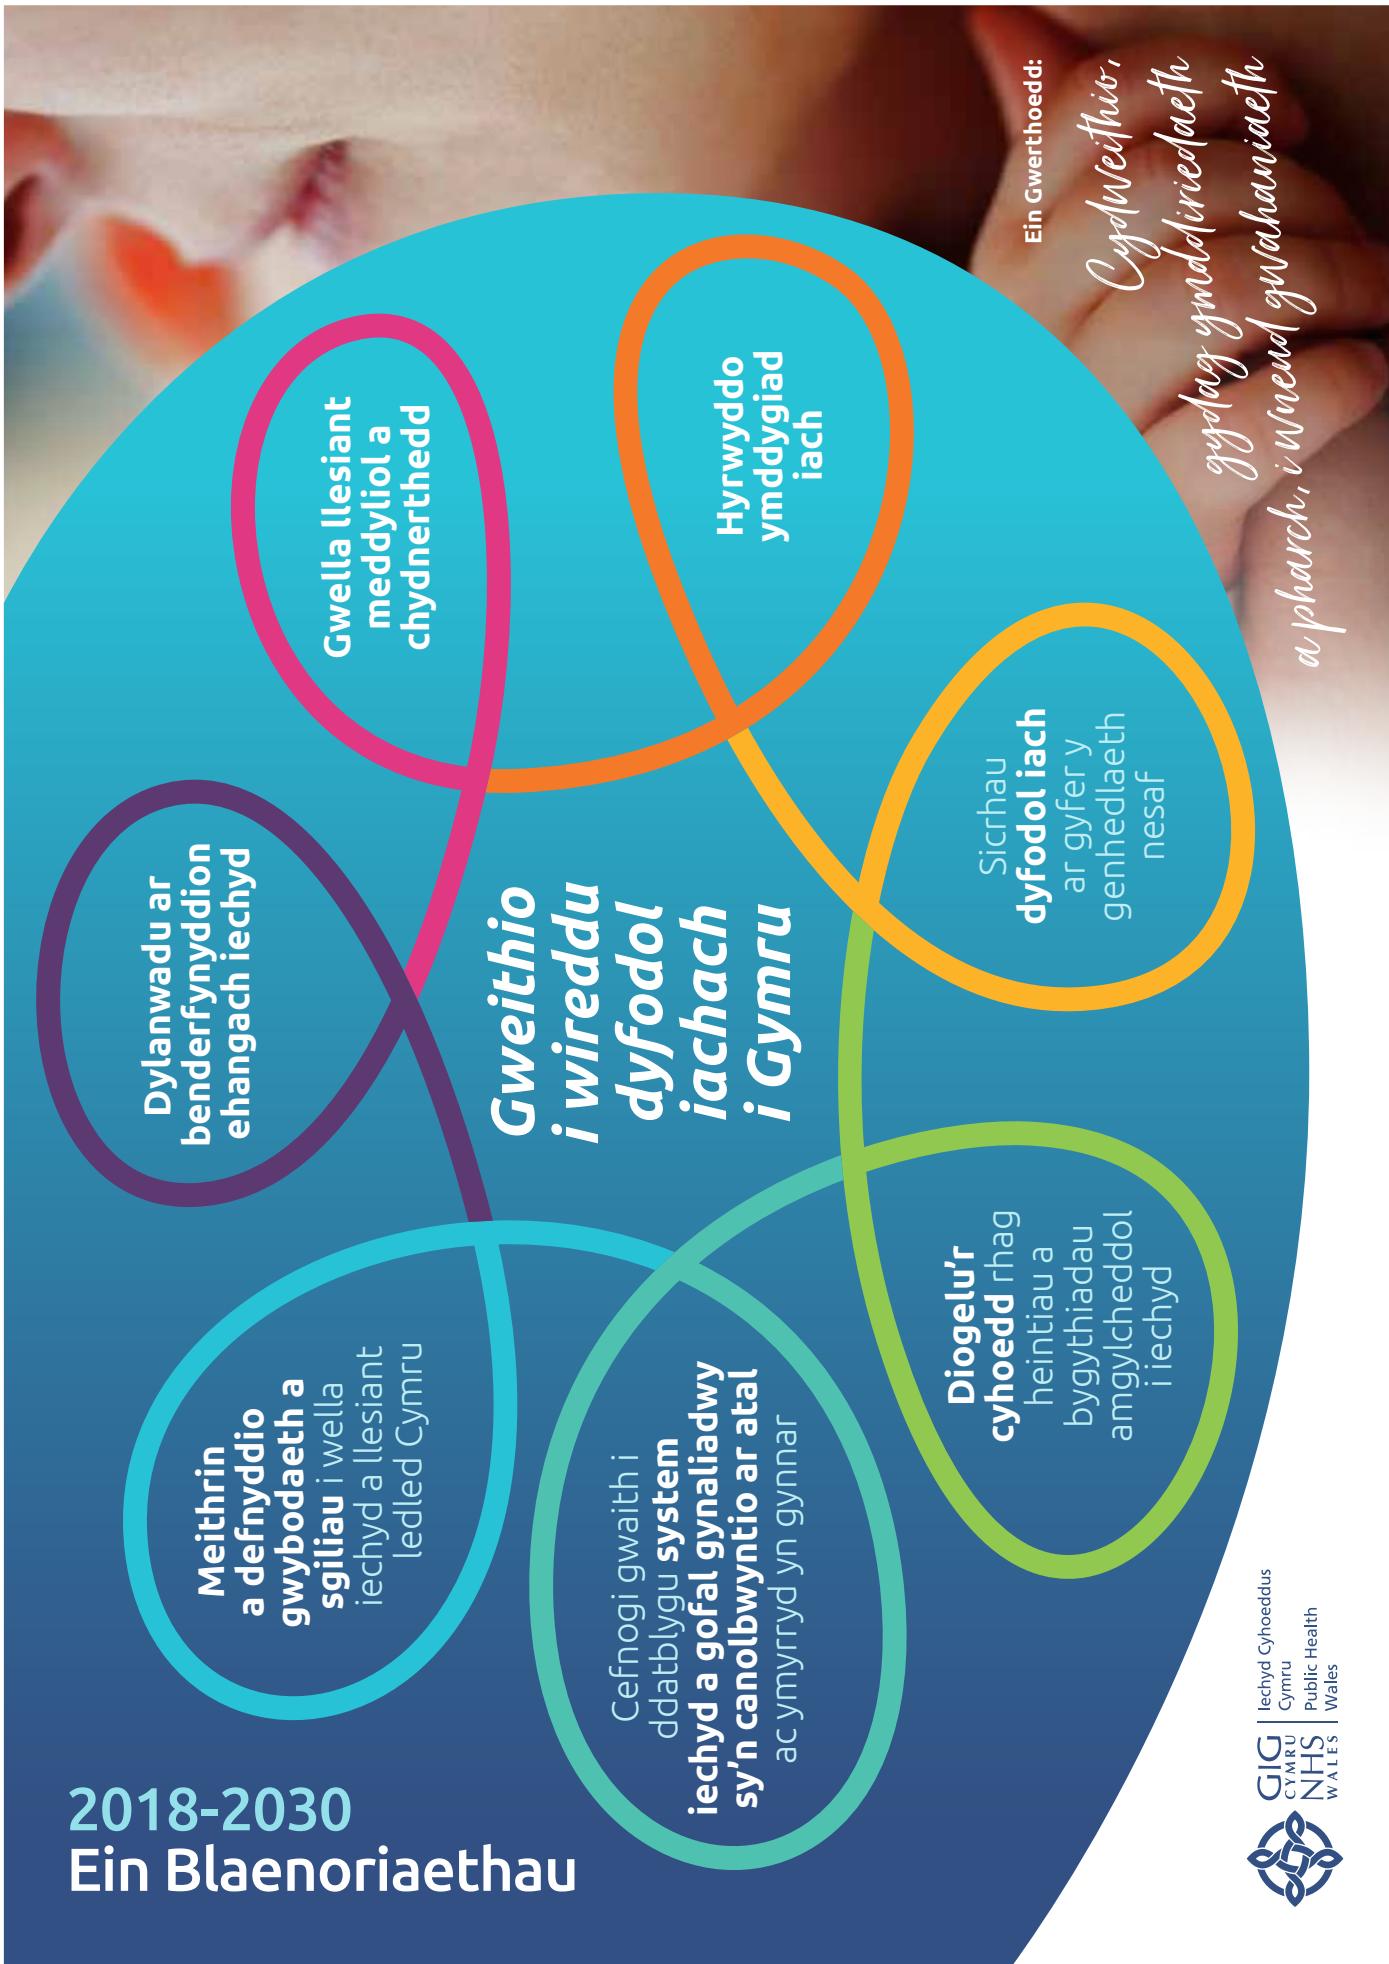 2018-2030
Ein Blaenoriaethau
Gweithio
i wireddu
dyfodol
iachach
i Gymru
Dylanwadu ar
benderfynyddion
ehangach iechyd
Gwella llesiant
meddyliol a
chydnerthedd
Hyrwyddo
ymddygiad
iach
Sicrhau
dyfodol iach
ar gyfer y
genhedlaeth
nesaf
Diogelu'r
cyhoedd rhag
heintiau a
bygythiadau
amgylcheddol
i iechyd
Cefnogi gwaith i
ddatblygu system
iechyd a gofal gynaliadwy
sy'n canolbwyntio ar atal
ac ymyrryd yn gynnar
Meithrin
a defnyddio
gwybodaeth a
sgiliau i wella
iechyd a llesiant
ledled Cymru
Ein Gwerthoedd:
Cydweithio,
gydag ymddiriedaeth
a pharch, i wneud gwahaniaeth
GIG
CYMRU
NHS
WALES
Iechyd Cyhoeddus
Cymru
Public Health
Wales